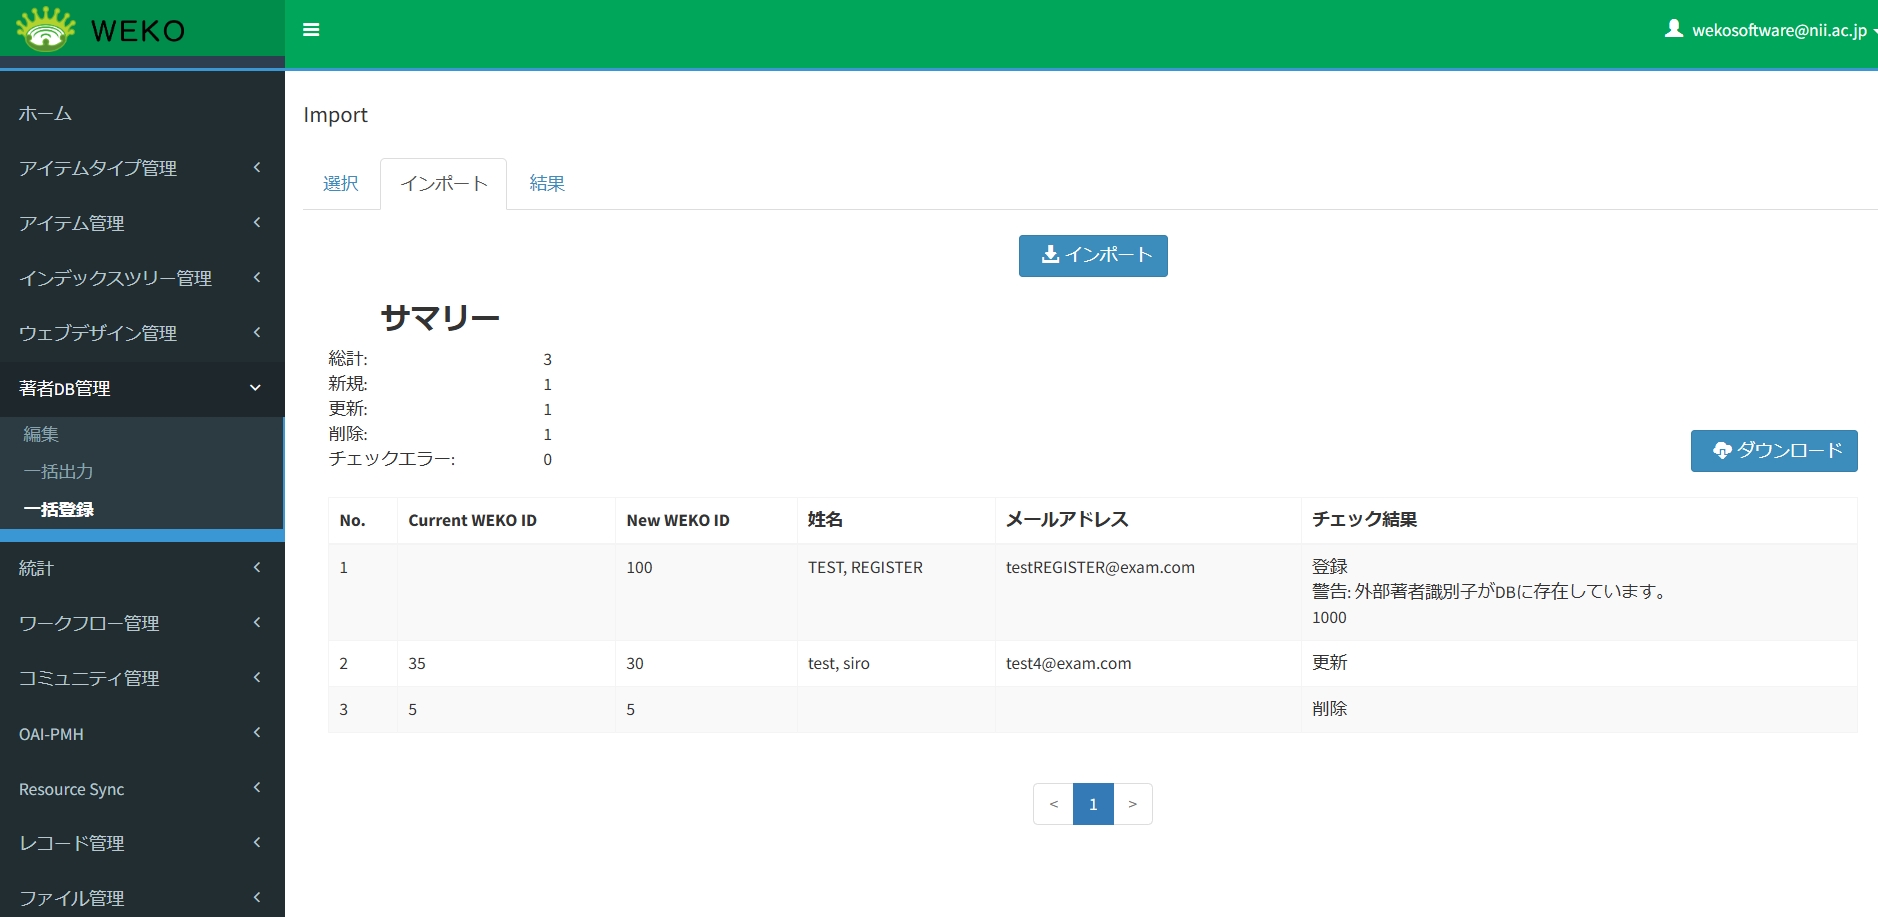 WEKO
wekosoftware@nii.ac.jp
ホーム
アイテムタイプ管理
アイテム管理
インデックスツリー管理
ウェブデザイン管理
著者DB管理
編集
一括出力
一括登録
統計
ワークフロー管理
コミュニティ管理
OAI-PMH
Resource Sync
レコード管理
ファイル管理
Import
選択 インポート 結果
インポート
サマリー
総計: 3
新規: 1
更新: 1
削除: 1
チェックエラー: 0
ダウンロード
No. Current WEKO ID New WEKO ID 姓名 メールアドレス チェック結果
1 100 TEST, REGISTER testREGISTER@exam.com 登録
警告: 外部著者識別子がDBに存在しています。
1000
2 35 30 test, siro test4@exam.com 更新
3 5 5 削除
< 1 >